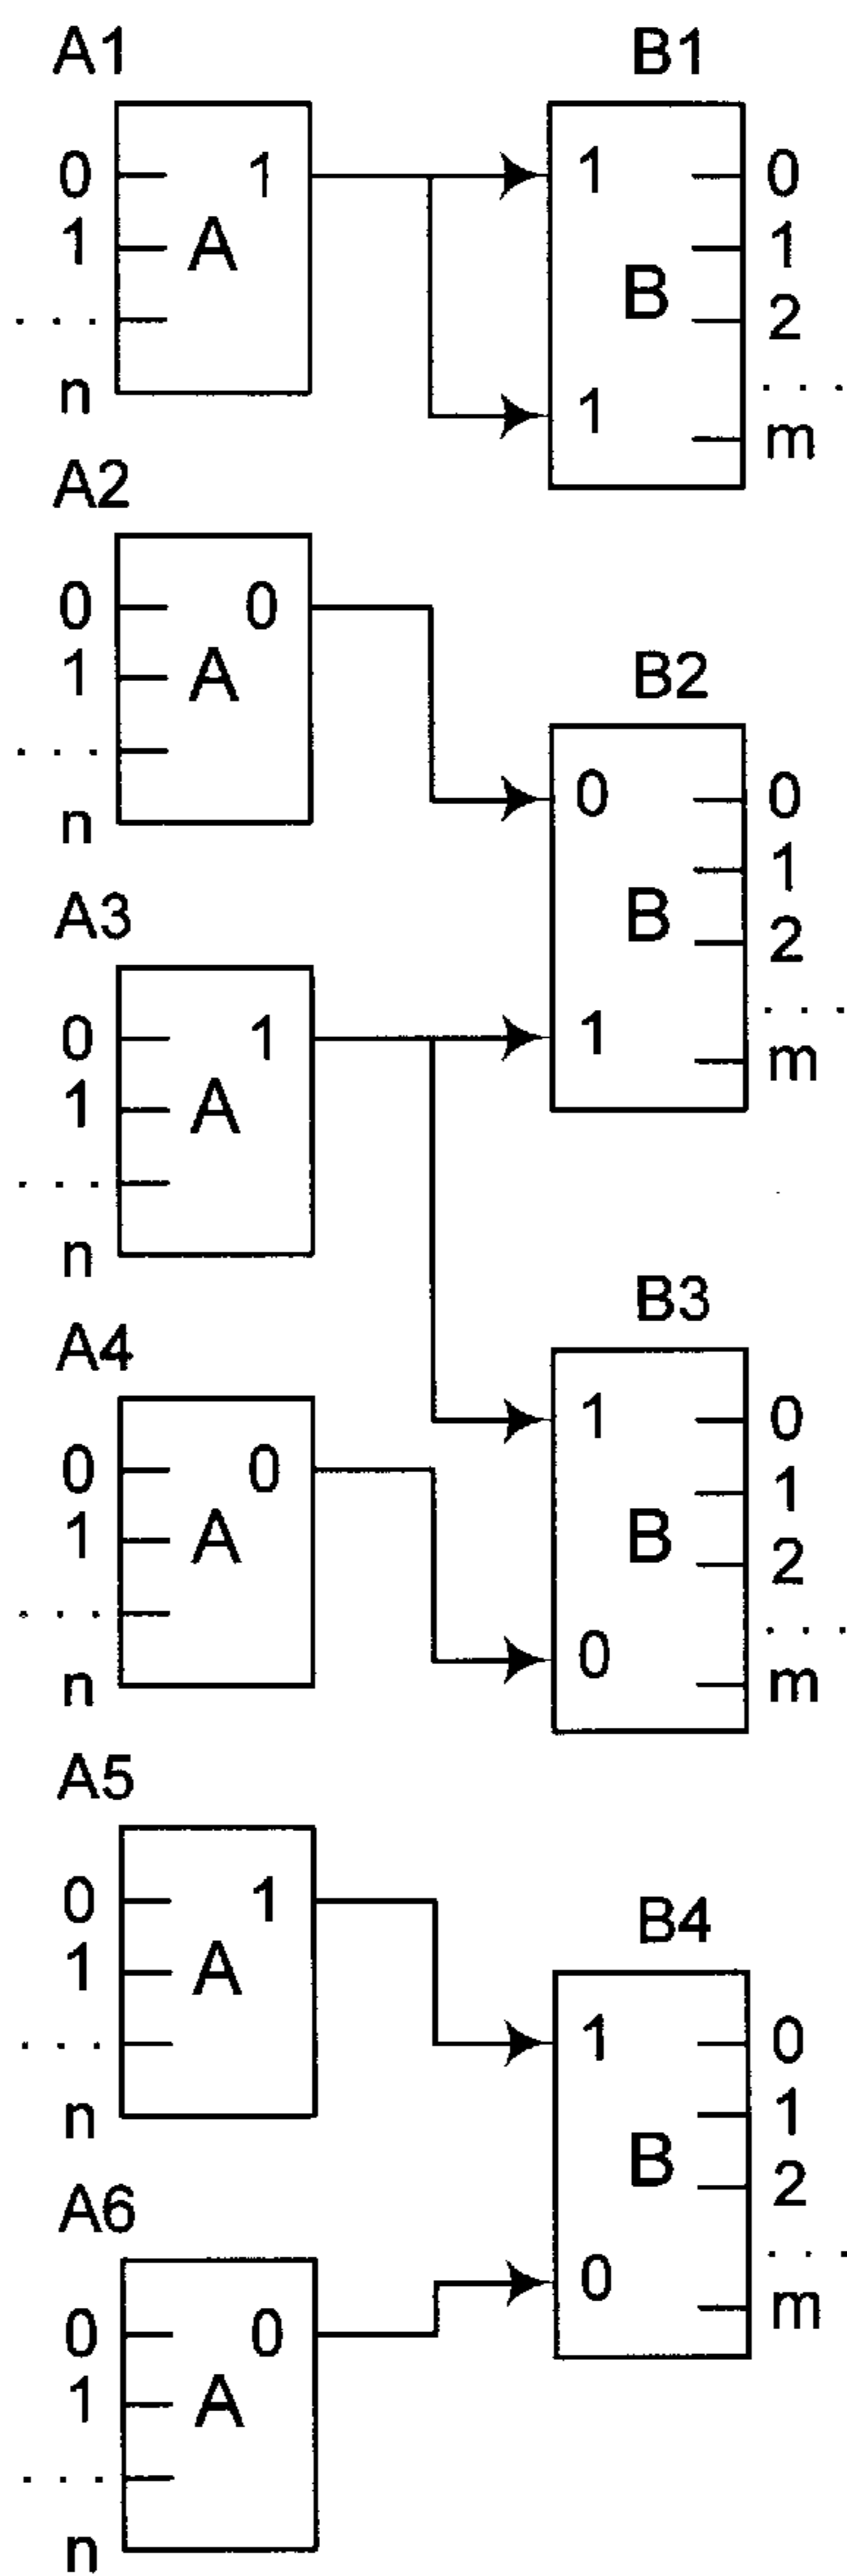 A1 B1
0 1 1 0
1 A 1
B 2
. . . 1 . . .
n m
A2
0 0
1 A B2
. . . 0 0
n 1
A3 B 2
0 1 1 . . .
1 A m
. . .
n B3
A4 1 0
0 0 1
1 A B 2
. . . 0 . . .
n m
A5
0 1 B4
1 A
. . . 1 0
n 1
A6 B 2
0 0 0 . . .
1 A m
. . .
n